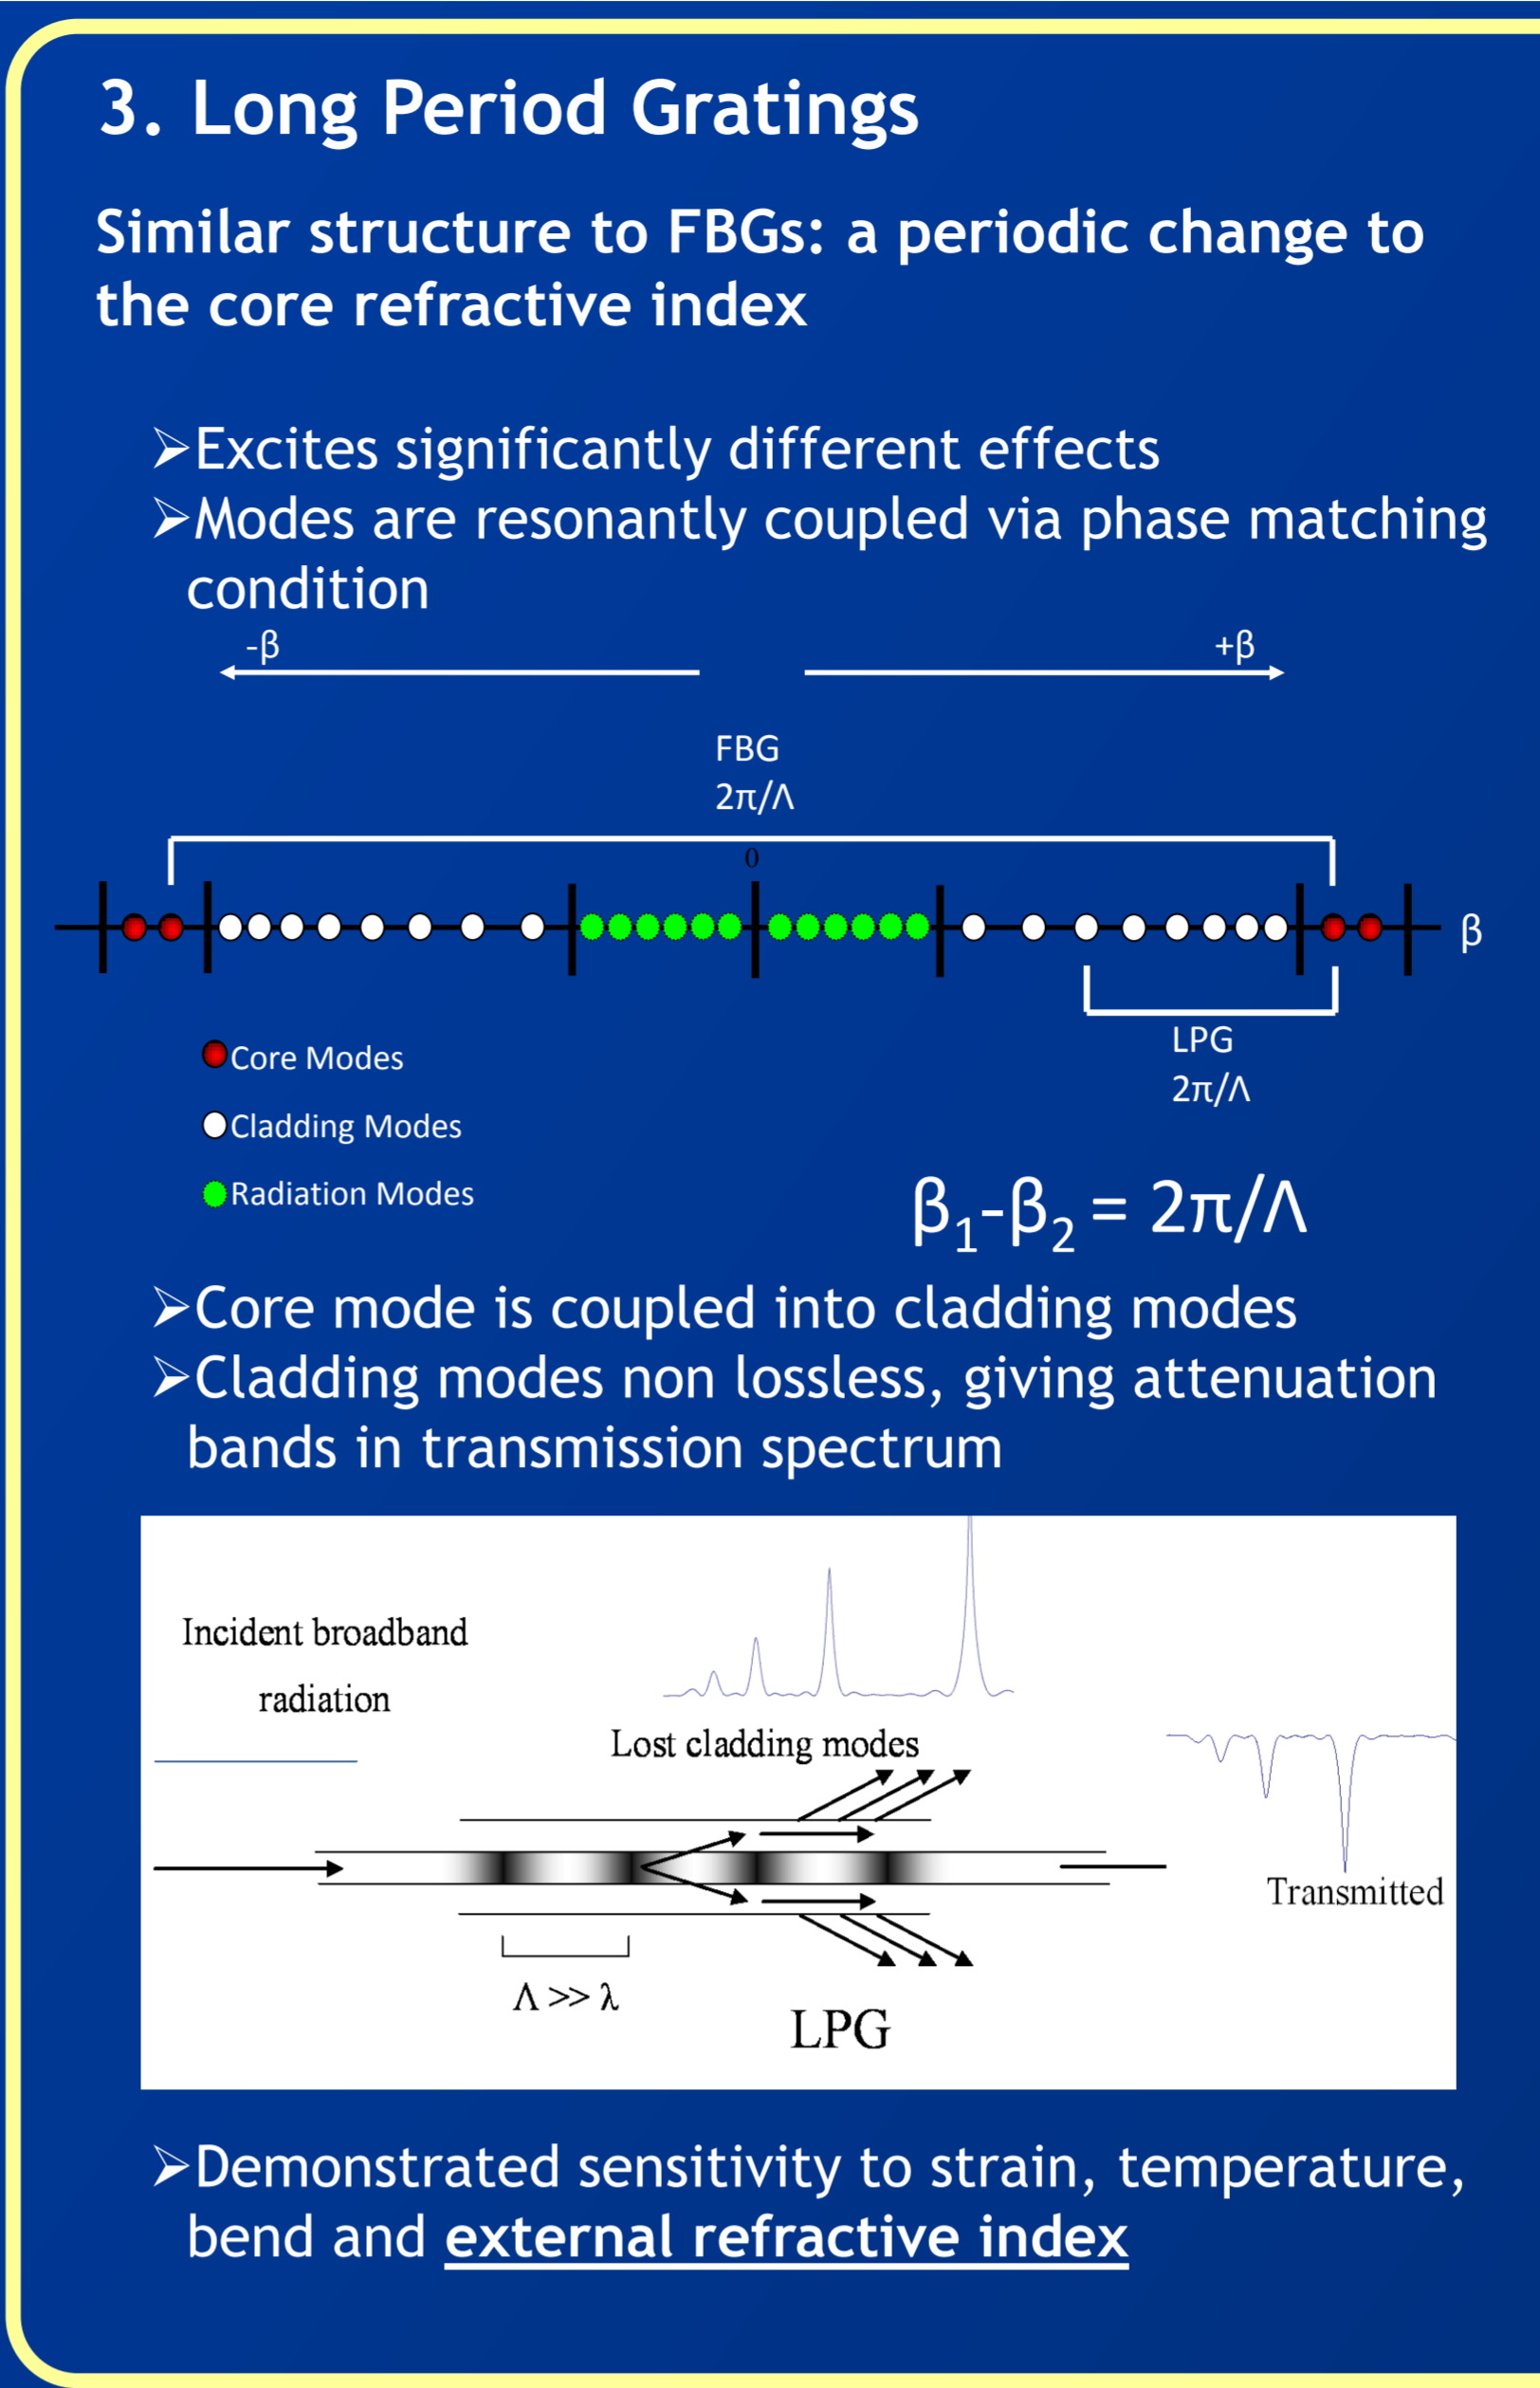 3. Long Period Gratings
Similar structure to FBGs: a periodic change to
the core refractive index
➢Excites significantly different effects
➢Modes are resonantly coupled via phase matching
condition
-β
+β
FBG
2π/Λ
0
β
LPG
2π/Λ
Core Modes
Cladding Modes
Radiation Modes
β₁-β₂ = 2π/Λ
➢Core mode is coupled into cladding modes
➢Cladding modes non lossless, giving attenuation
bands in transmission spectrum
Incident broadband
radiation
Lost cladding modes
Transmitted
Λ >> λ
LPG
➢Demonstrated sensitivity to strain, temperature,
bend and external refractive index